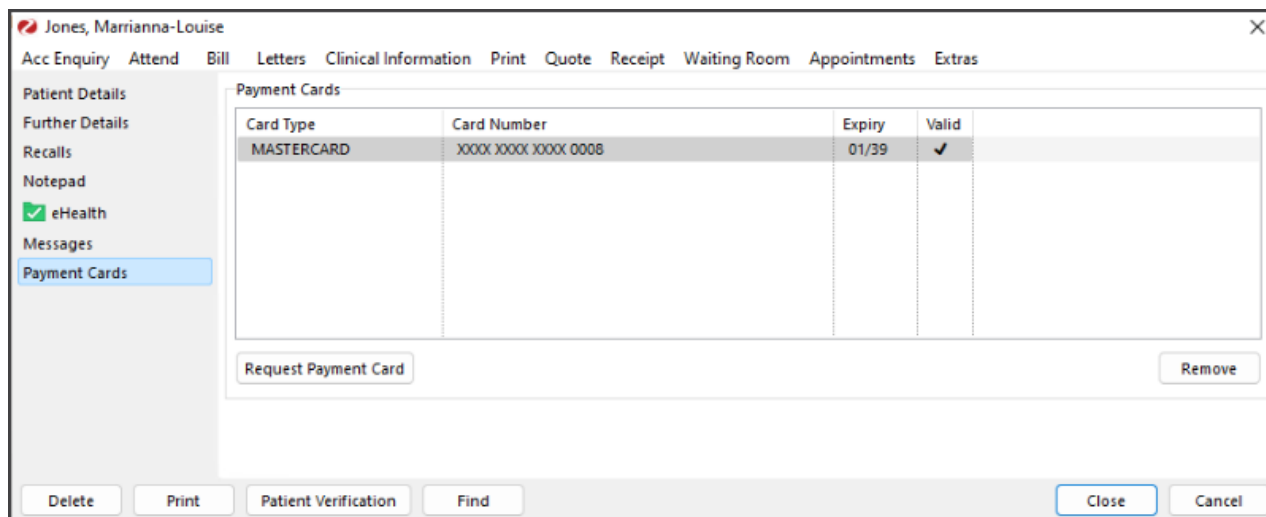 Jones, Marrianna-Louise
Acc Enquiry Attend Bill Letters Clinical Information Print Quote Receipt Waiting Room Appointments Extras
Patient Details
Further Details
Recalls
Notepad
eHealth
Messages
Payment Cards
Payment Cards
Card Type Card Number Expiry Valid
MASTERCARD XXXX XXXX XXXX 0008 01/39 ✔
Request Payment Card Remove
Delete Print Patient Verification Find Close Cancel